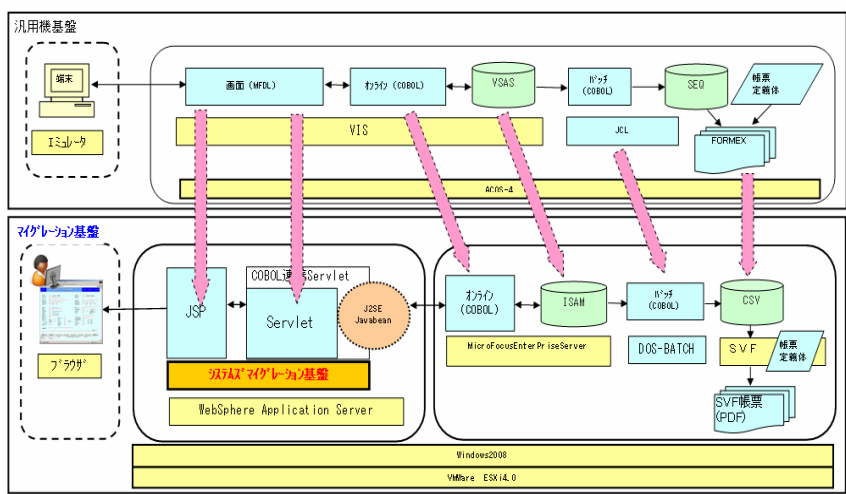 汎用機基盤
端末
エミュレータ
画面 (MFDL)
オンライン (COBOL)
VSAS
バッチ
(COBOL)
SEQ
帳票
定義体
VIS
JCL
FORMEX
ACOS-4
マイグレーション基盤
ブラウザ
JSP
COBOL連携Servlet
Servlet
J2SE
Javabean
システムズマイグレーション基盤
WebSphere Application Server
オンライン
(COBOL)
ISAM
バッチ
(COBOL)
CSV
MicroFocusEnterPriseServer
DOS-BATCH
SVF
帳票
定義体
SVF帳票
(PDF)
Windows2008
VMWare ESXi4.0